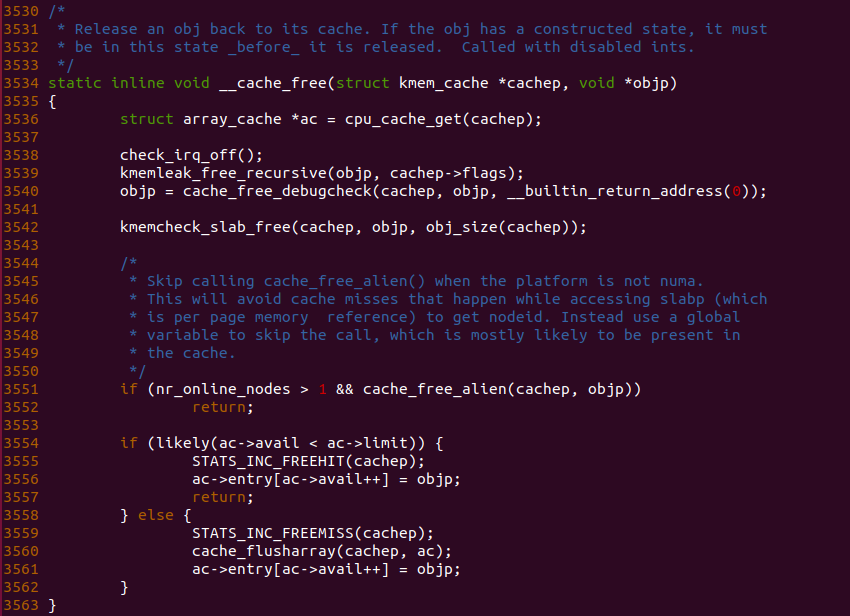 3530 /*
3531  * Release an obj back to its cache. If the obj has a constructed state, it must
3532  * be in this state _before_ it is released.  Called with disabled ints.
3533  */
3534 static inline void __cache_free(struct kmem_cache *cachep, void *objp)
3535 {
3536         struct array_cache *ac = cpu_cache_get(cachep);
3537
3538         check_irq_off();
3539         kmemleak_free_recursive(objp, cachep->flags);
3540         objp = cache_free_debugcheck(cachep, objp, __builtin_return_address(0));
3541
3542         kmemcheck_slab_free(cachep, objp, obj_size(cachep));
3543
3544         /*
3545          * Skip calling cache_free_alien() when the platform is not numa.
3546          * This will avoid cache misses that happen while accessing slabp (which
3547          * is per page memory  reference) to get nodeid. Instead use a global
3548          * variable to skip the call, which is mostly likely to be present in
3549          * the cache.
3550          */
3551         if (nr_online_nodes > 1 && cache_free_alien(cachep, objp))
3552                 return;
3553
3554         if (likely(ac->avail < ac->limit)) {
3555                 STATS_INC_FREEHIT(cachep);
3556                 ac->entry[ac->avail++] = objp;
3557                 return;
3558         } else {
3559                 STATS_INC_FREEMISS(cachep);
3560                 cache_flusharray(cachep, ac);
3561                 ac->entry[ac->avail++] = objp;
3562         }
3563 }